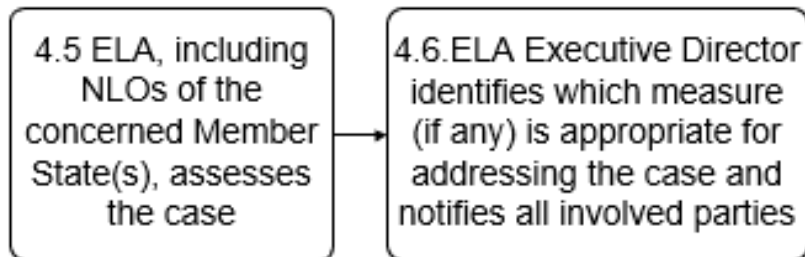 4.5 ELA, including
NLOs of the
concerned Member
State(s), assesses
the case
4.6.ELA Executive Director
identifies which measure
(if any) is appropriate for
addressing the case and
notifies all involved parties